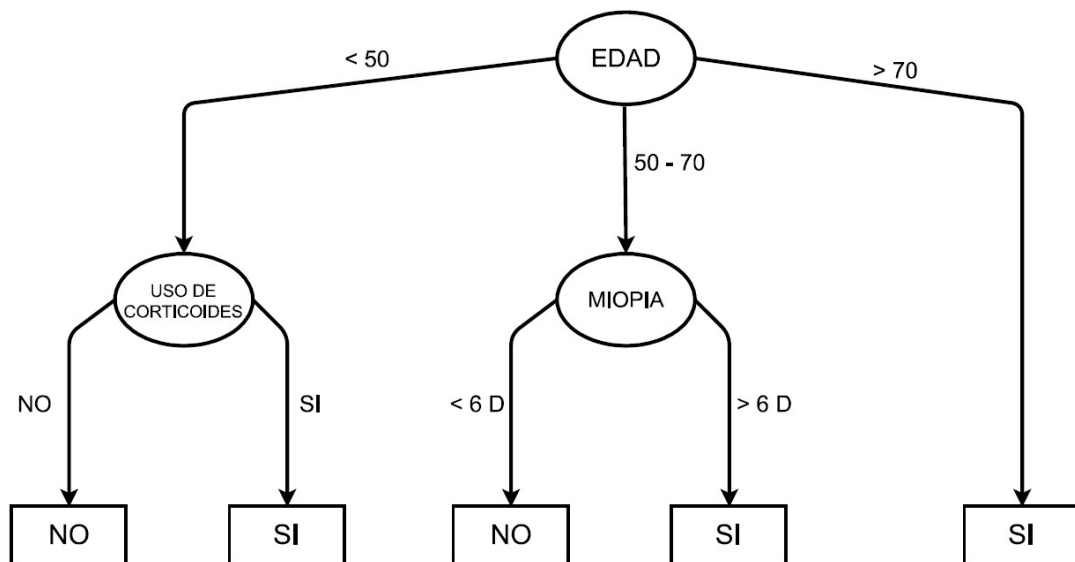 EDAD
< 50
> 70
50 - 70
USO DE
CORTICOIDES
MIOPIA
NO
SI
< 6 D
> 6 D
NO
SI
NO
SI
SI